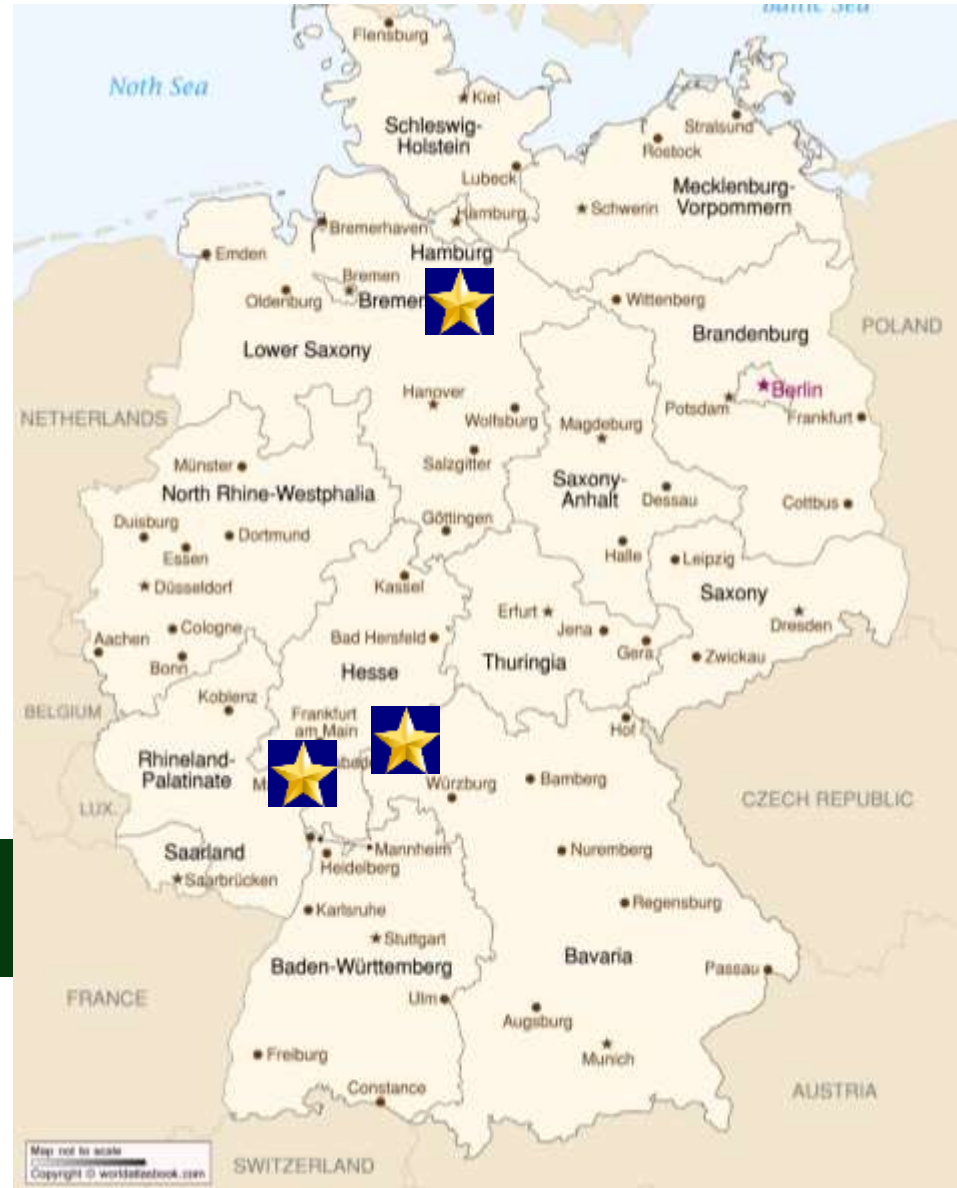 Flensburg
Noth Sea
Kiel
Schleswig-
Holstein
Stralsund
Rostock
Lubeck
Mecklenburg-
Vorpommern
Schwerin
Hamburg
Bremerhaven
Hamburg
Emden
Bremen
Oldenburg
Wittenberg
Brandenburg
POLAND
Lower Saxony
Berlin
Hanover
Potsdam
Frankfurt
NETHERLANDS
Wolfsburg
Magdeburg
Salzgitter
Münster
North Rhine-Westphalia
Saxony-
Anhalt
Dessau
Cottbus
Göttingen
Duisburg
Dortmund
Essen
Halle
Leipzig
Kassel
Düsseldorf
Saxony
Erfurt
Dresden
Cologne
Jena
Aachen
Bad Hersfeld
Gera
Zwickau
Bonn
Hesse
Thuringia
Koblenz
BELGIUM
Frankfurt
am Main
Hof
Rhineland-
Palatinate
Bamberg
Würzburg
CZECH REPUBLIC
LUX.
Saarland
Mannheim
Nuremberg
Heidelberg
Saarbrücken
Karlsruhe
Regensburg
Stuttgart
Baden-Württemberg
Bavaria
Passau
FRANCE
Ulm
Augsburg
Munich
Freiburg
Constance
AUSTRIA
SWITZERLAND
Map not to scale
Copyright © worldatlasbook.com